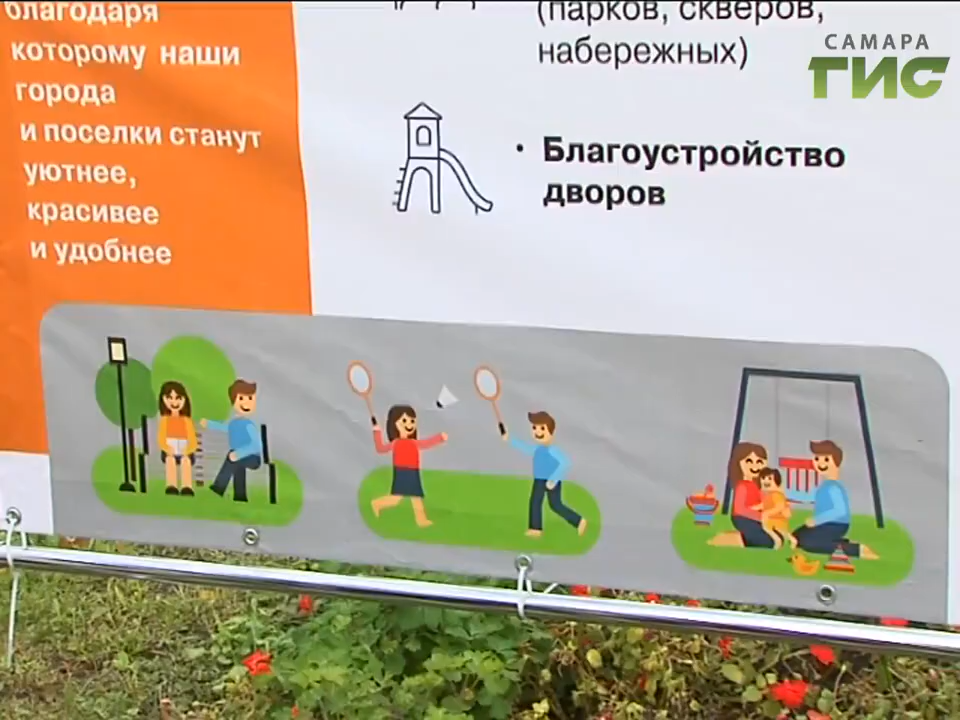 благодаря
которому наши
города
и поселки станут
уютнее,
красивее
и удобнее
(парков, скверов,
набережных)
• Благоустройство
дворов
САМАРА
ГИС